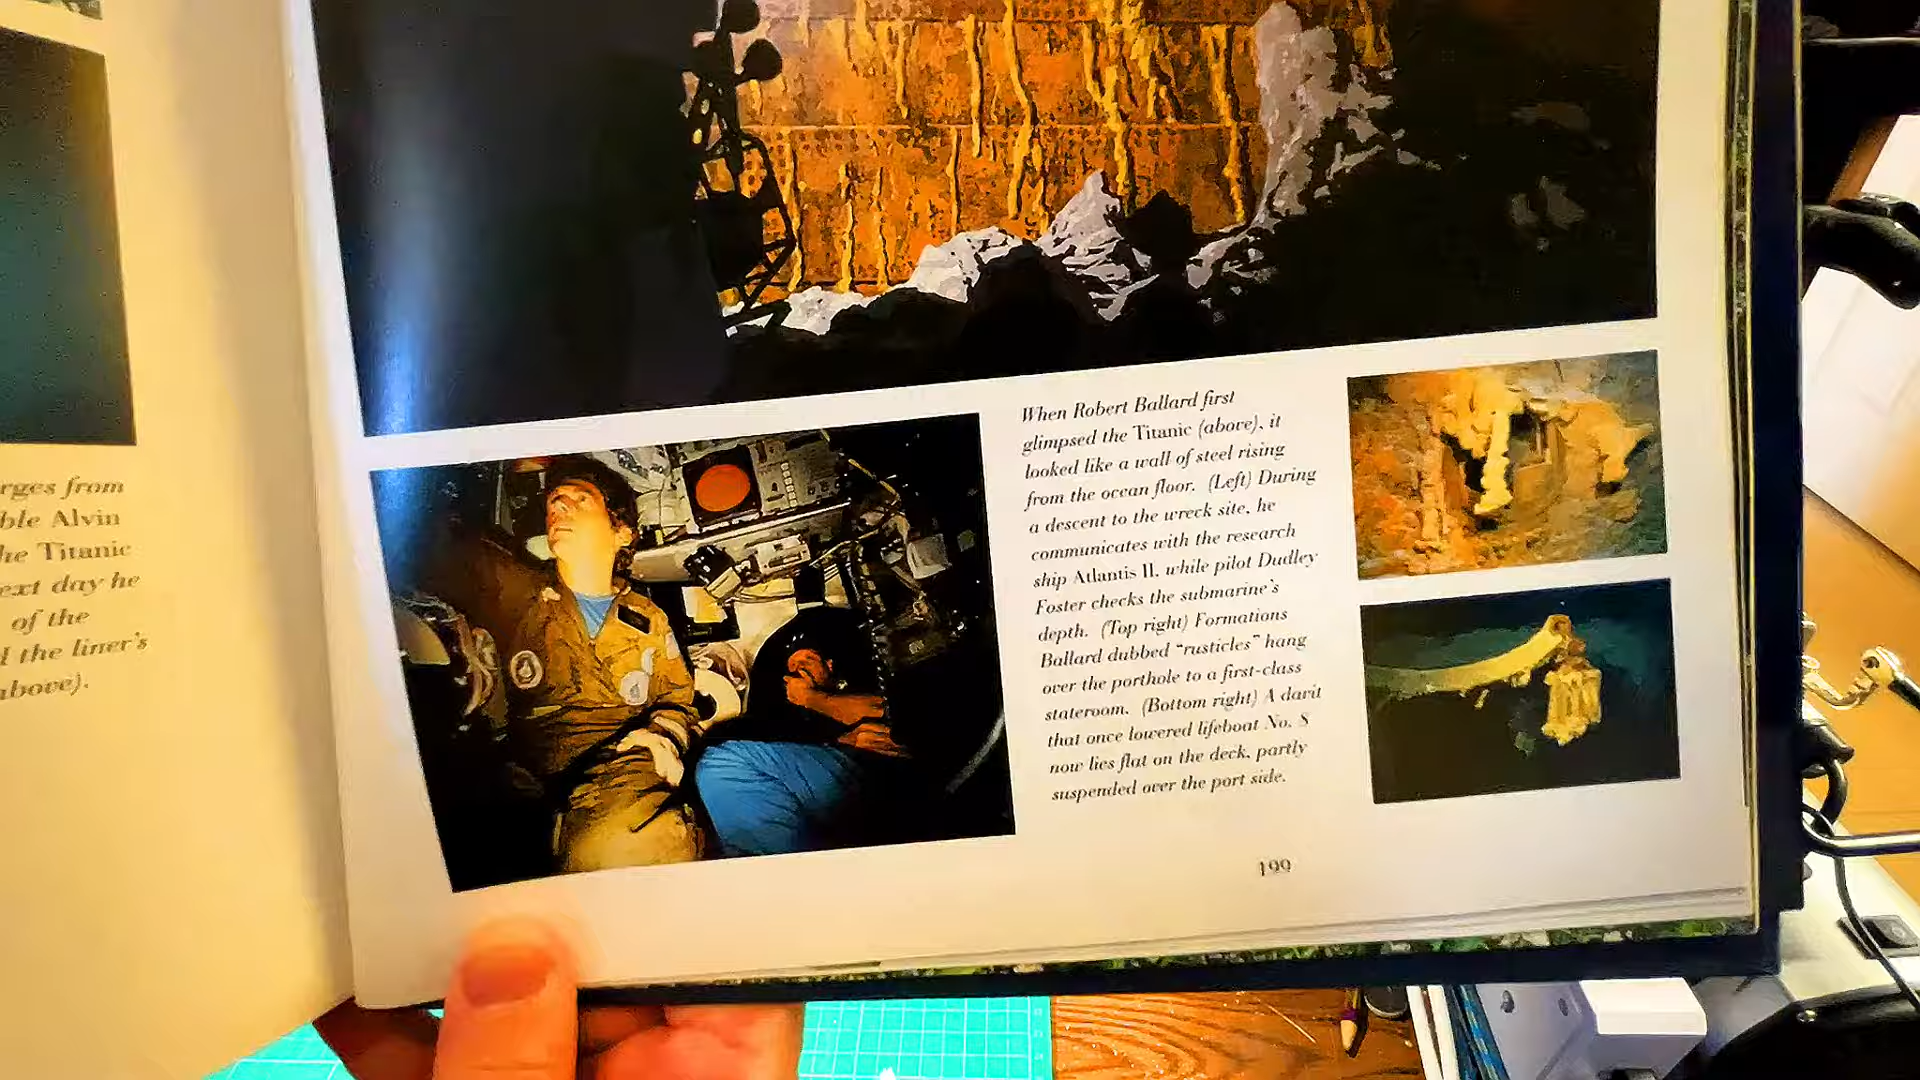 rges from
ble Alvin
he Titanic
ext day he
of the
d the liner's
above).
When Robert Ballard first
glimpsed the Titanic (above), it
looked like a wall of steel rising
from the ocean floor. (Left) During
a descent to the wreck site, he
communicates with the research
ship Atlantis II, while pilot Dudley
Foster checks the submarine's
depth. (Top right) Formations
Ballard dubbed “rusticles” hang
over the porthole to a first-class
stateroom. (Bottom right) A davit
that once lowered lifeboat No. 8
now lies flat on the deck, partly
suspended over the port side.
199